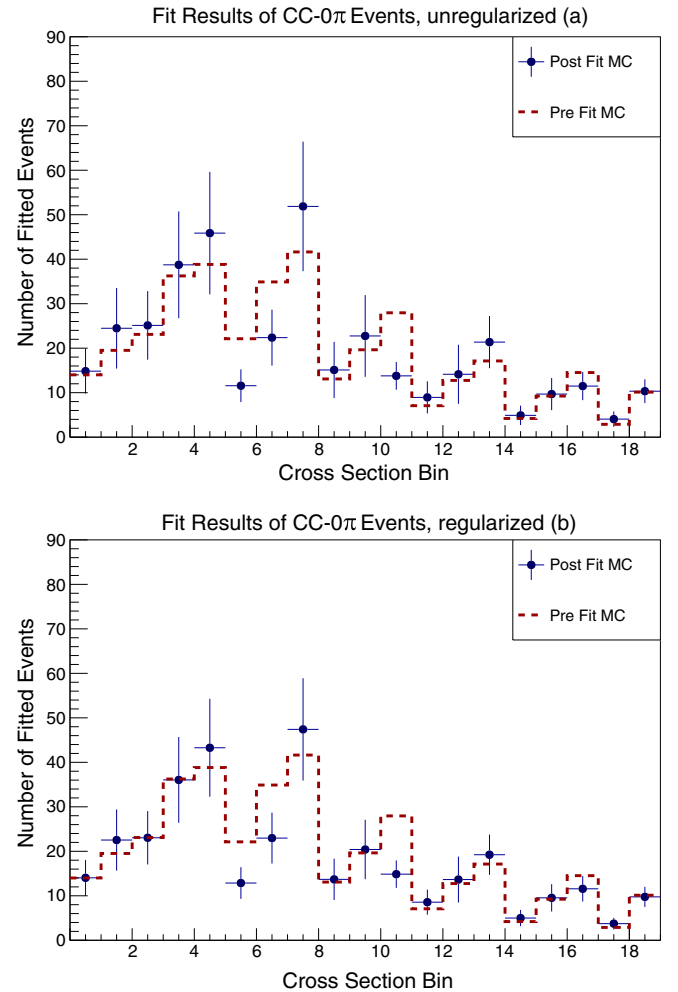 Fit Results of CC-0π Events, unregularized (a)
90
80
70
60
50
40
30
20
10
0
Number of Fitted Events
Post Fit MC
Pre Fit MC
2 4 6 8 10 12 14 16 18
Cross Section Bin
Fit Results of CC-0π Events, regularized (b)
90
80
70
60
50
40
30
20
10
0
Number of Fitted Events
Post Fit MC
Pre Fit MC
2 4 6 8 10 12 14 16 18
Cross Section Bin